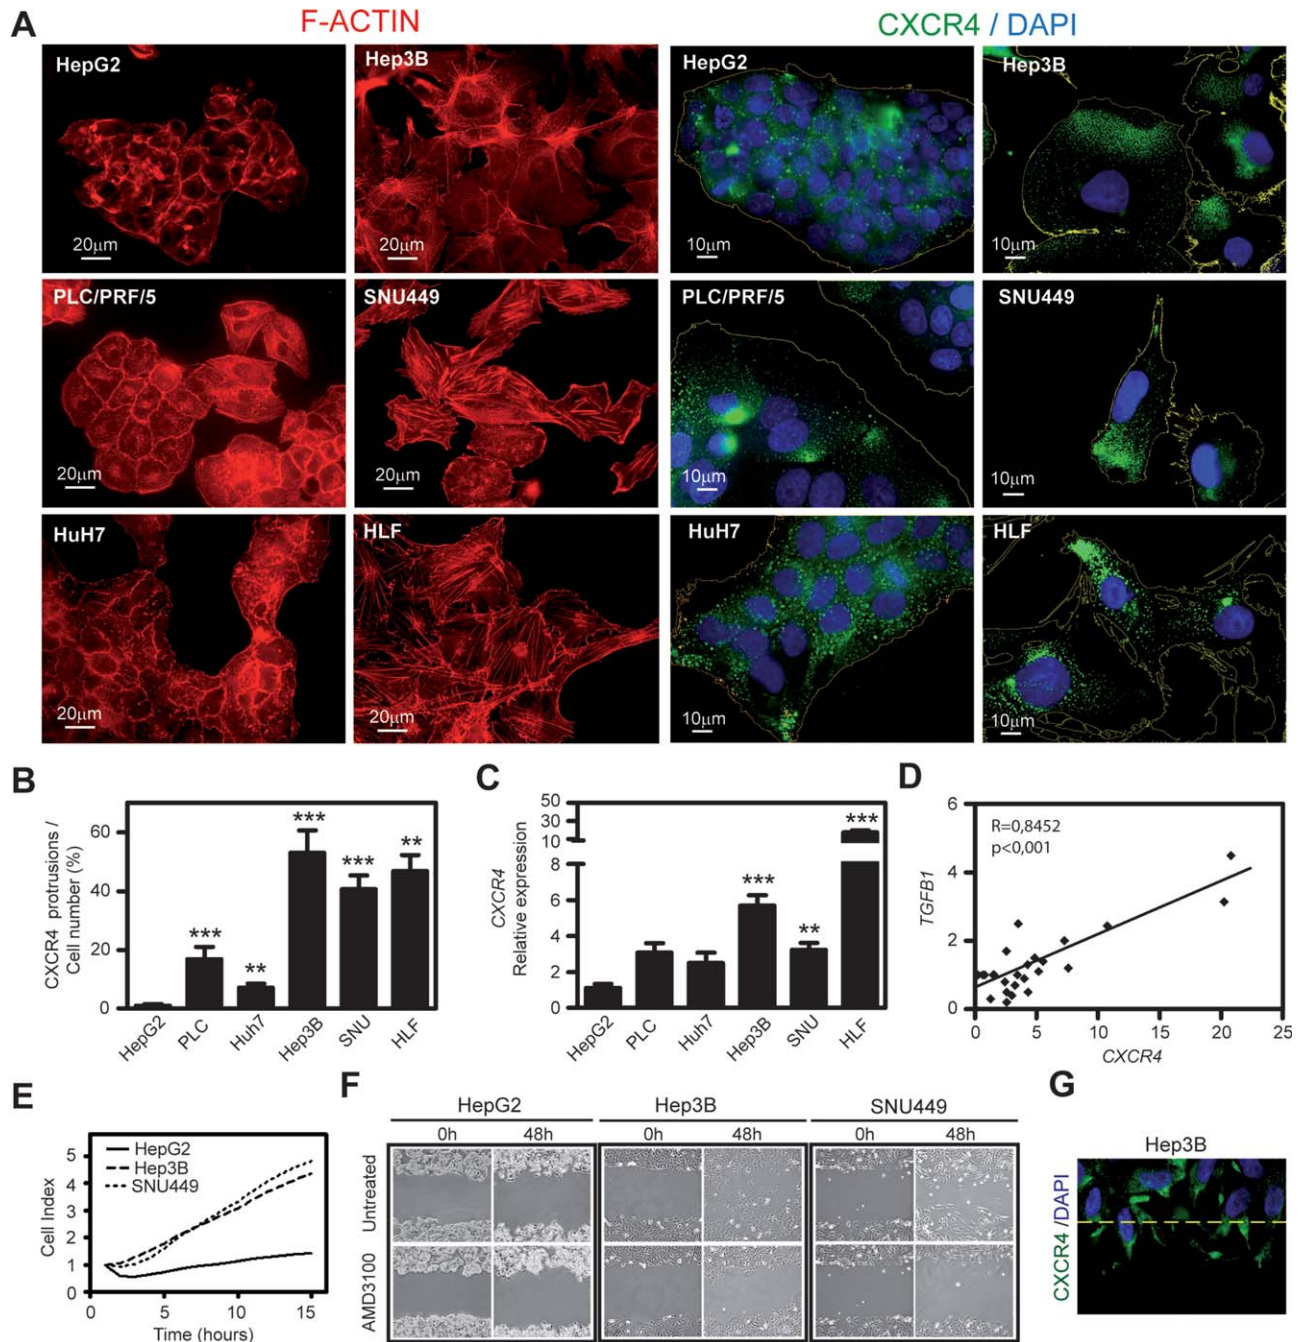 A
F-ACTIN
CXCR4 / DAPI
HepG2
Hep3B
HepG2
Hep3B
20μm
20μm
10μm
10μm
PLC/PRF/5
SNU449
PLC/PRF/5
SNU449
20μm
20μm
10μm
10μm
HuH7
HLF
HuH7
HLF
20μm
20μm
10μm
10μm
B
CXCR4 protrusions /
Cell number (%)
60
40
20
0
***
**
***
***
**
HepG2
PLC
Huh7
Hep3B
SNU
HLF
C
CXCR4
Relative expression
50
30
10
8
6
4
2
0
***
**
***
HepG2
PLC
Huh7
Hep3B
SNU
HLF
D
TGFB1
6
4
2
0
R=0,8452
p<0,001
0
5
10
15
20
25
CXCR4
E
Cell Index
5
4
3
2
1
0
HepG2
Hep3B
SNU449
0
5
10
15
Time (hours)
F
HepG2
Hep3B
SNU449
0h
48h
0h
48h
0h
48h
Untreated
AMD3100
G
Hep3B
CXCR4 /DAPI